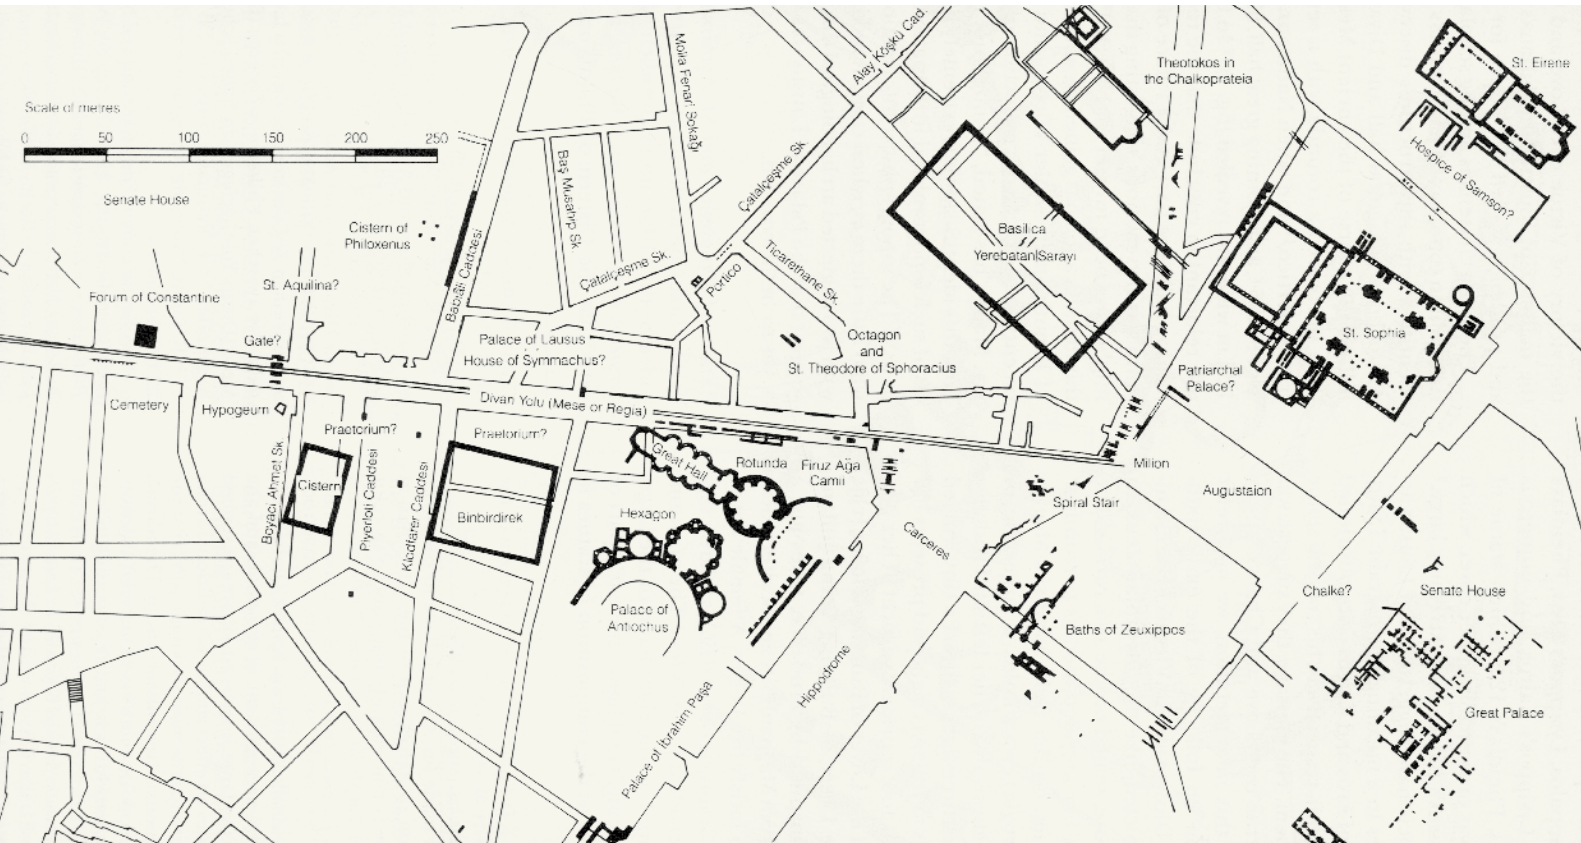 Scale of metres
0 50 100 150 200 250
Senate House
Cistern of
Philoxenus
Forum of Constantine
St. Aquilina?
Gate?
Babıâli Caddesi
Baş Musahip Sk.
Molla Fenari Sokağı
Çatalçeşme Sk.
Çatalçeşme Sk.
Alay Köşkü Cad.
Theotokos in
the Chalkoprateia
St. Eirene
Hospice of Samson?
Basilica
Yerebatan Sarayı
Ticarethane Sk.
Portico
Palace of Lausus
House of Symmachus?
Octagon
and
St. Theodore of Sphoracius
Patriarchal
Palace?
St. Sophia
Cemetery
Hypogeum
Divan Yolu (Mese or Regia)
Praetorium?
Praetorium?
Boyacı Ahmet Sk.
Cistern
Piyerloti Caddesi
Klodfarer Caddesi
Binbirdirek
Great Hall
Rotunda
Firuz Ağa
Camii
Milion
Augustaion
Spiral Stair
Hexagon
Carceres
Palace of
Antiochus
Chalke?
Senate House
Baths of Zeuxippos
Hippodrome
Palace of Ibrahim Paşa
Great Palace